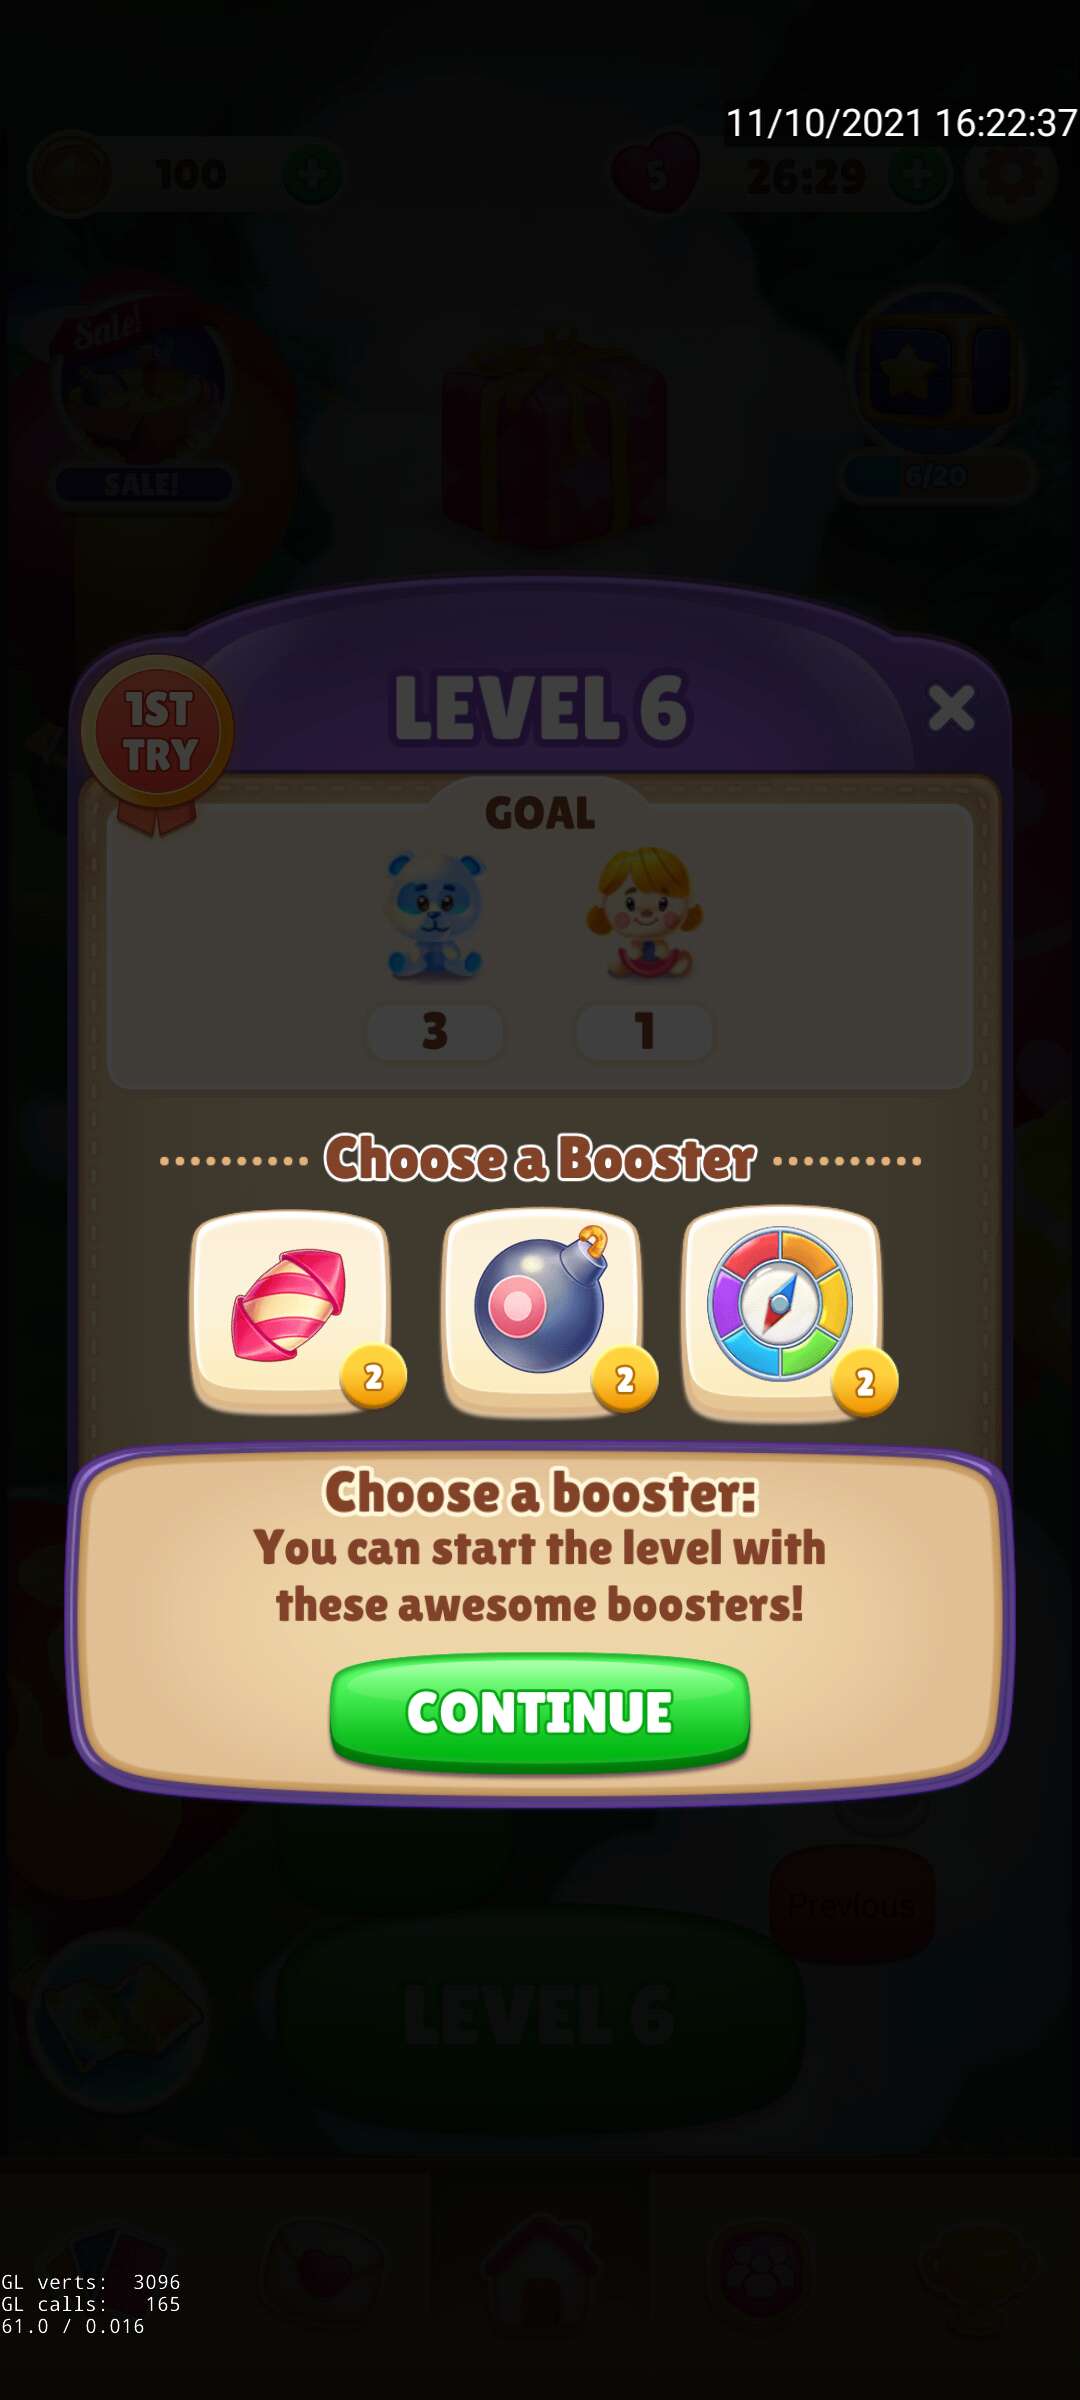 11/10/2021 16:22:37
100
5
26:29
Sale!
SALE!
6/20
1ST
TRY
LEVEL 6
GOAL
3
1
Choose a Booster
2
2
2
Choose a booster:
You can start the level with
these awesome boosters!
CONTINUE
Previous
LEVEL 6
GL verts: 3096
GL calls: 165
61.0 / 0.016